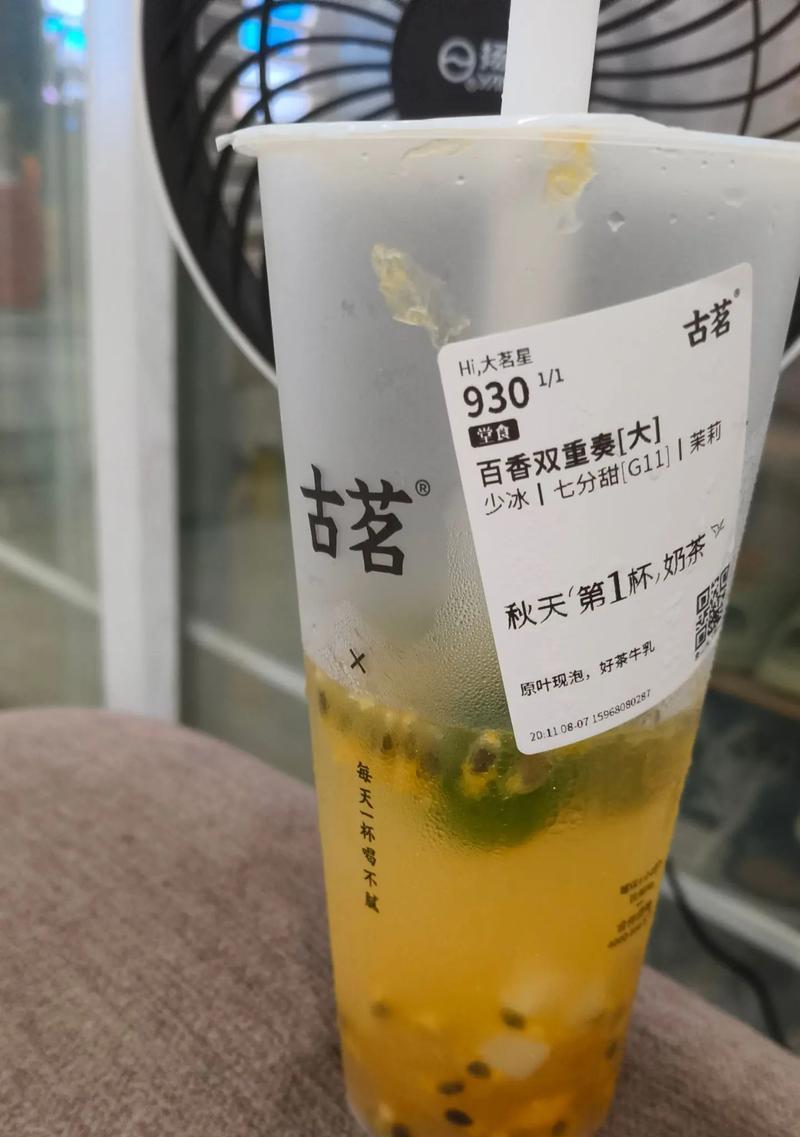 扬
古茗®
Hi,大茗星
930 1/1
堂食
百香双重奏[大]
少冰 | 七分甜[G11] | 茉莉
秋天‘第1杯,奶茶
原叶现泡，好茶牛乳
20:11 08-07 15968080287
古茗®
每天一杯喝不腻